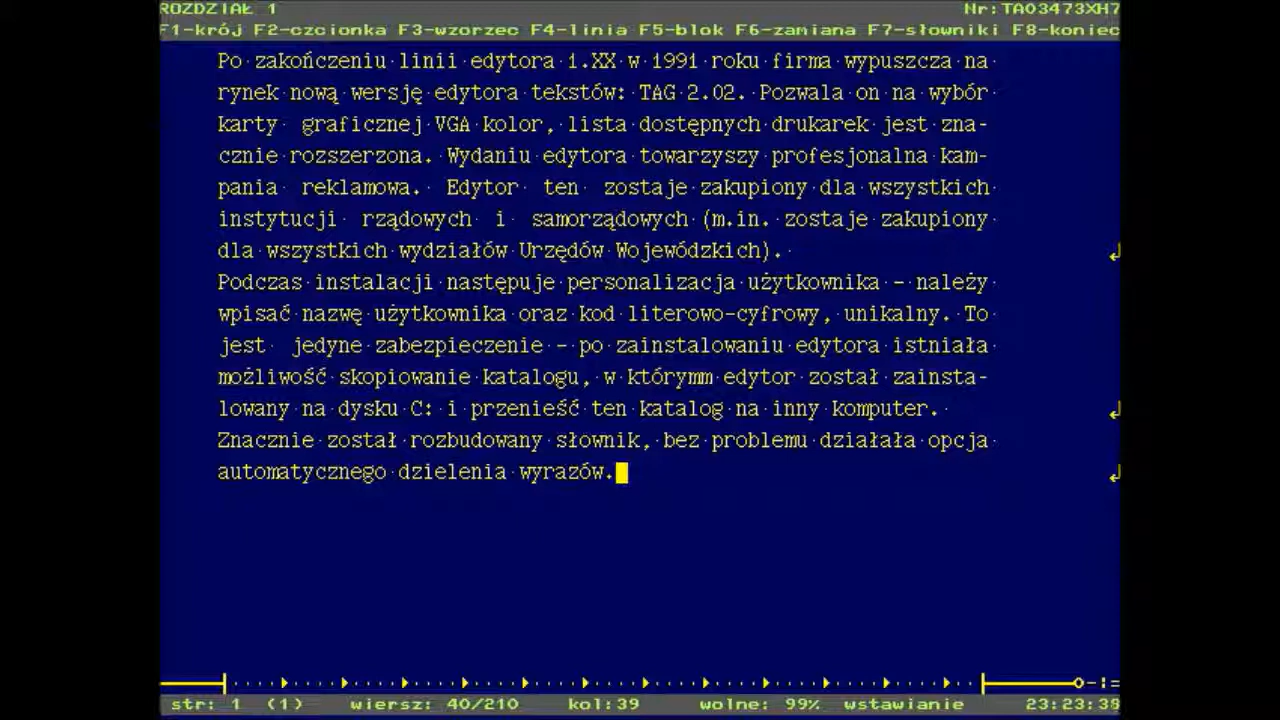 ROZDZIAŁ 1 Nr:TA03473XH7
F1-krój F2-czcionka F3-wzorzec F4-linia F5-blok F6-zamiana F7-słowniki F8-koniec
Po zakończeniu linii edytora 1.XX w 1991 roku firma wypuszcza na
rynek nową wersję edytora tekstów: TAG 2.02. Pozwala on na wybór
karty graficznej VGA kolor, lista dostępnych drukarek jest zna-
cznie rozszerzona. Wydaniu edytora towarzyszy profesjonalna kam-
pania reklamowa. Edytor ten zostaje zakupiony dla wszystkich
instytucji rządowych i samorządowych (m.in. zostaje zakupiony
dla wszystkich wydziałów Urzędów Wojewódzkich).
Podczas instalacji następuje personalizacja użytkownika - należy
wpisać nazwę użytkownika oraz kod literowo-cyfrowy, unikalny. To
jest jedyne zabezpieczenie - po zainstalowaniu edytora istniała
możliwość skopiowanie katalogu, w którymm edytor został zainsta-
lowany na dysku C: i przenieść ten katalog na inny komputer.
Znacznie został rozbudowany słownik, bez problemu działała opcja
automatycznego dzielenia wyrazów.
str: 1 (1) wiersz: 40/210 kol:39 wolne: 99% wstawianie 23:23:38